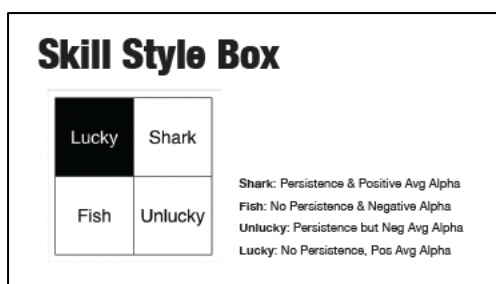 Skill Style Box
Lucky Shark
Fish Unlucky
Shark: Persistence & Positive Avg Alpha
Fish: No Persistence & Negative Alpha
Unlucky: Persistence but Neg Avg Alpha
Lucky: No Persistence, Pos Avg Alpha